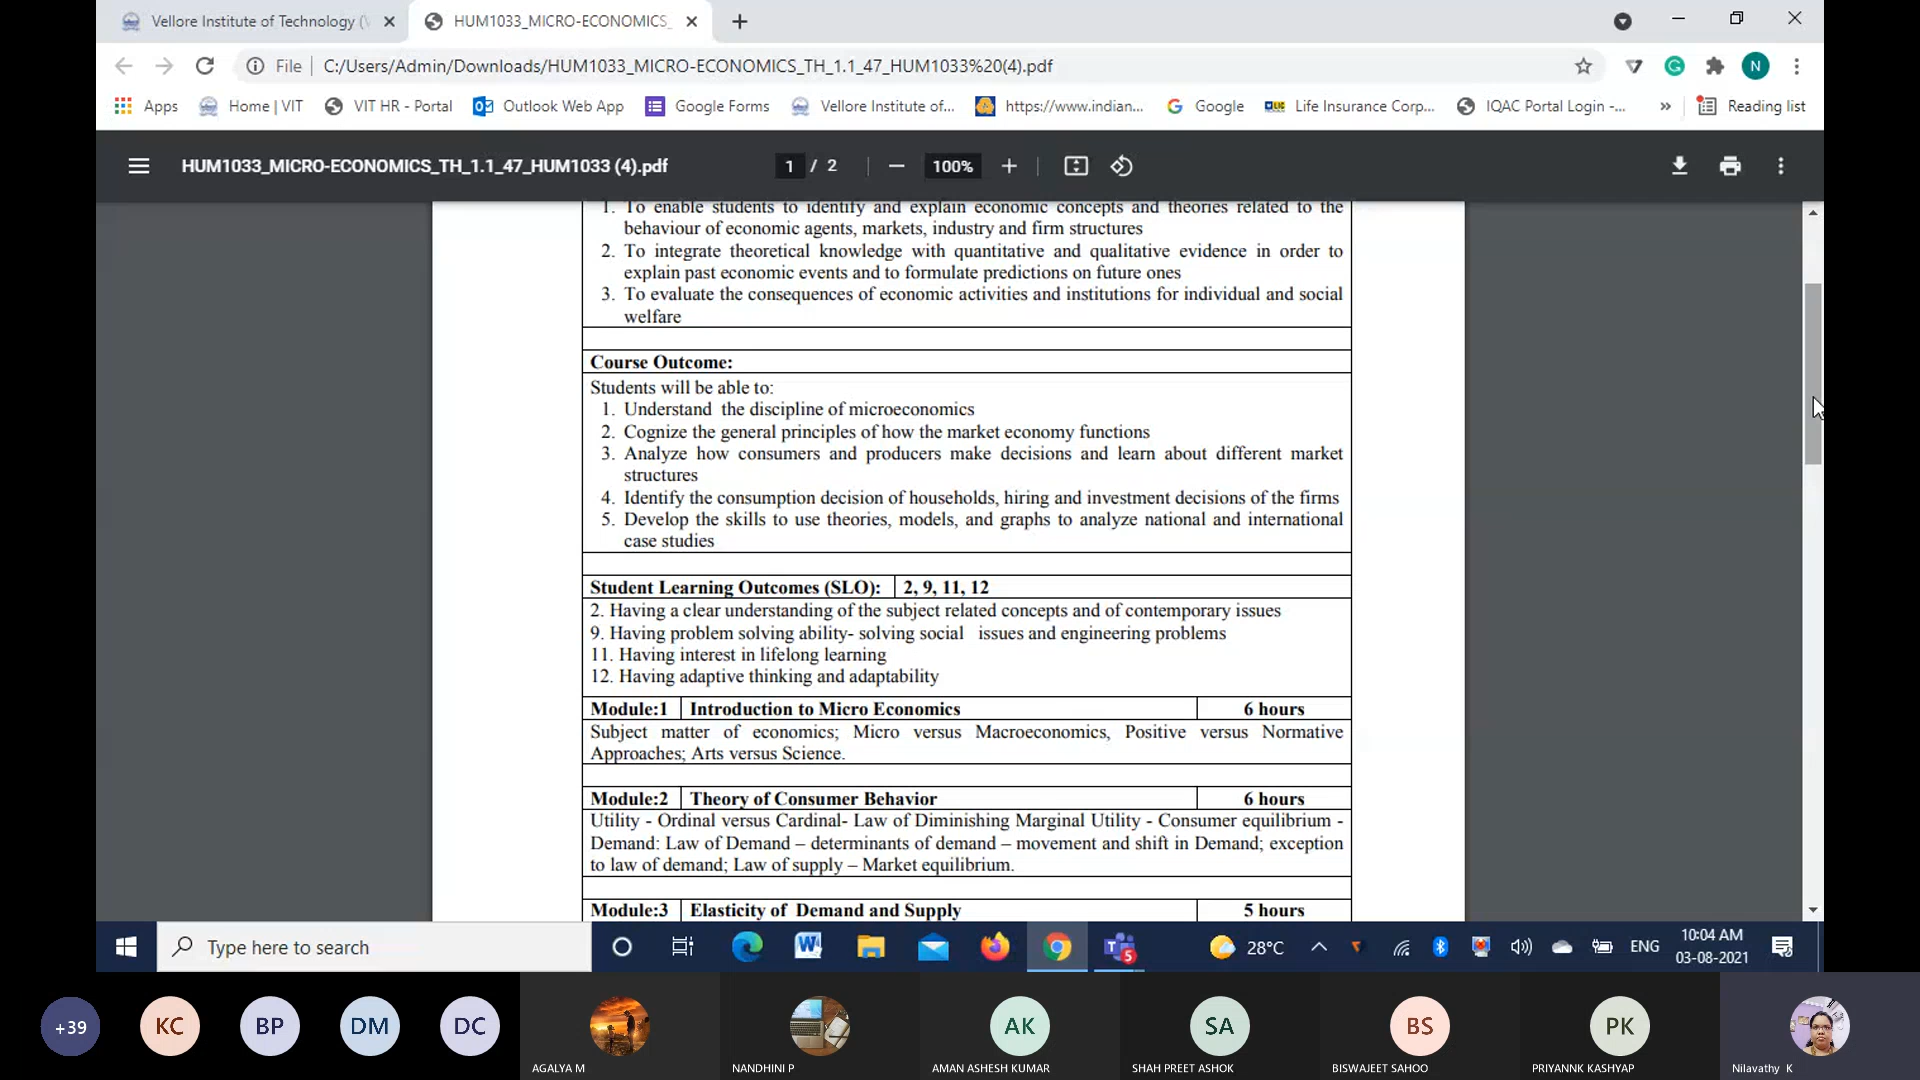 Vellore Institute of Technology (
HUM1033_MICRO-ECONOMICS_
File
C:/Users/Admin/Downloads/HUM1033_MICRO-ECONOMICS_TH_1.1_47_HUM1033%20(4).pdf
N
Apps
Home | VIT
VIT HR - Portal
Outlook Web App
Google Forms
Vellore Institute of...
https://www.indian...
Google
LIC
Life Insurance Corp...
IQAC Portal Login -...
»
Reading list
HUM1033_MICRO-ECONOMICS_TH_1.1_47_HUM1033 (4).pdf
1 / 2
100%
1. To enable students to identify and explain economic concepts and theories related to the
behaviour of economic agents, markets, industry and firm structures
2. To integrate theoretical knowledge with quantitative and qualitative evidence in order to
explain past economic events and to formulate predictions on future ones
3. To evaluate the consequences of economic activities and institutions for individual and social
welfare
Course Outcome:
Students will be able to:
1. Understand the discipline of microeconomics
2. Cognize the general principles of how the market economy functions
3. Analyze how consumers and producers make decisions and learn about different market
structures
4. Identify the consumption decision of households, hiring and investment decisions of the firms
5. Develop the skills to use theories, models, and graphs to analyze national and international
case studies
Student Learning Outcomes (SLO): 2, 9, 11, 12
2. Having a clear understanding of the subject related concepts and of contemporary issues
9. Having problem solving ability- solving social issues and engineering problems
11. Having interest in lifelong learning
12. Having adaptive thinking and adaptability
Module:1 Introduction to Micro Economics 6 hours
Subject matter of economics; Micro versus Macroeconomics, Positive versus Normative
Approaches; Arts versus Science.
Module:2 Theory of Consumer Behavior 6 hours
Utility - Ordinal versus Cardinal- Law of Diminishing Marginal Utility - Consumer equilibrium -
Demand: Law of Demand – determinants of demand – movement and shift in Demand; exception
to law of demand; Law of supply – Market equilibrium.
Module:3 Elasticity of Demand and Supply 5 hours
Type here to search
5
28°C
ENG
10:04 AM
03-08-2021
+39
KC
BP
DM
DC
AGALYA M
NANDHINI P
AK
AMAN ASHESH KUMAR
SA
SHAH PREET ASHOK
BS
BISWAJEET SAHOO
PK
PRIYANNK KASHYAP
Nilavathy K